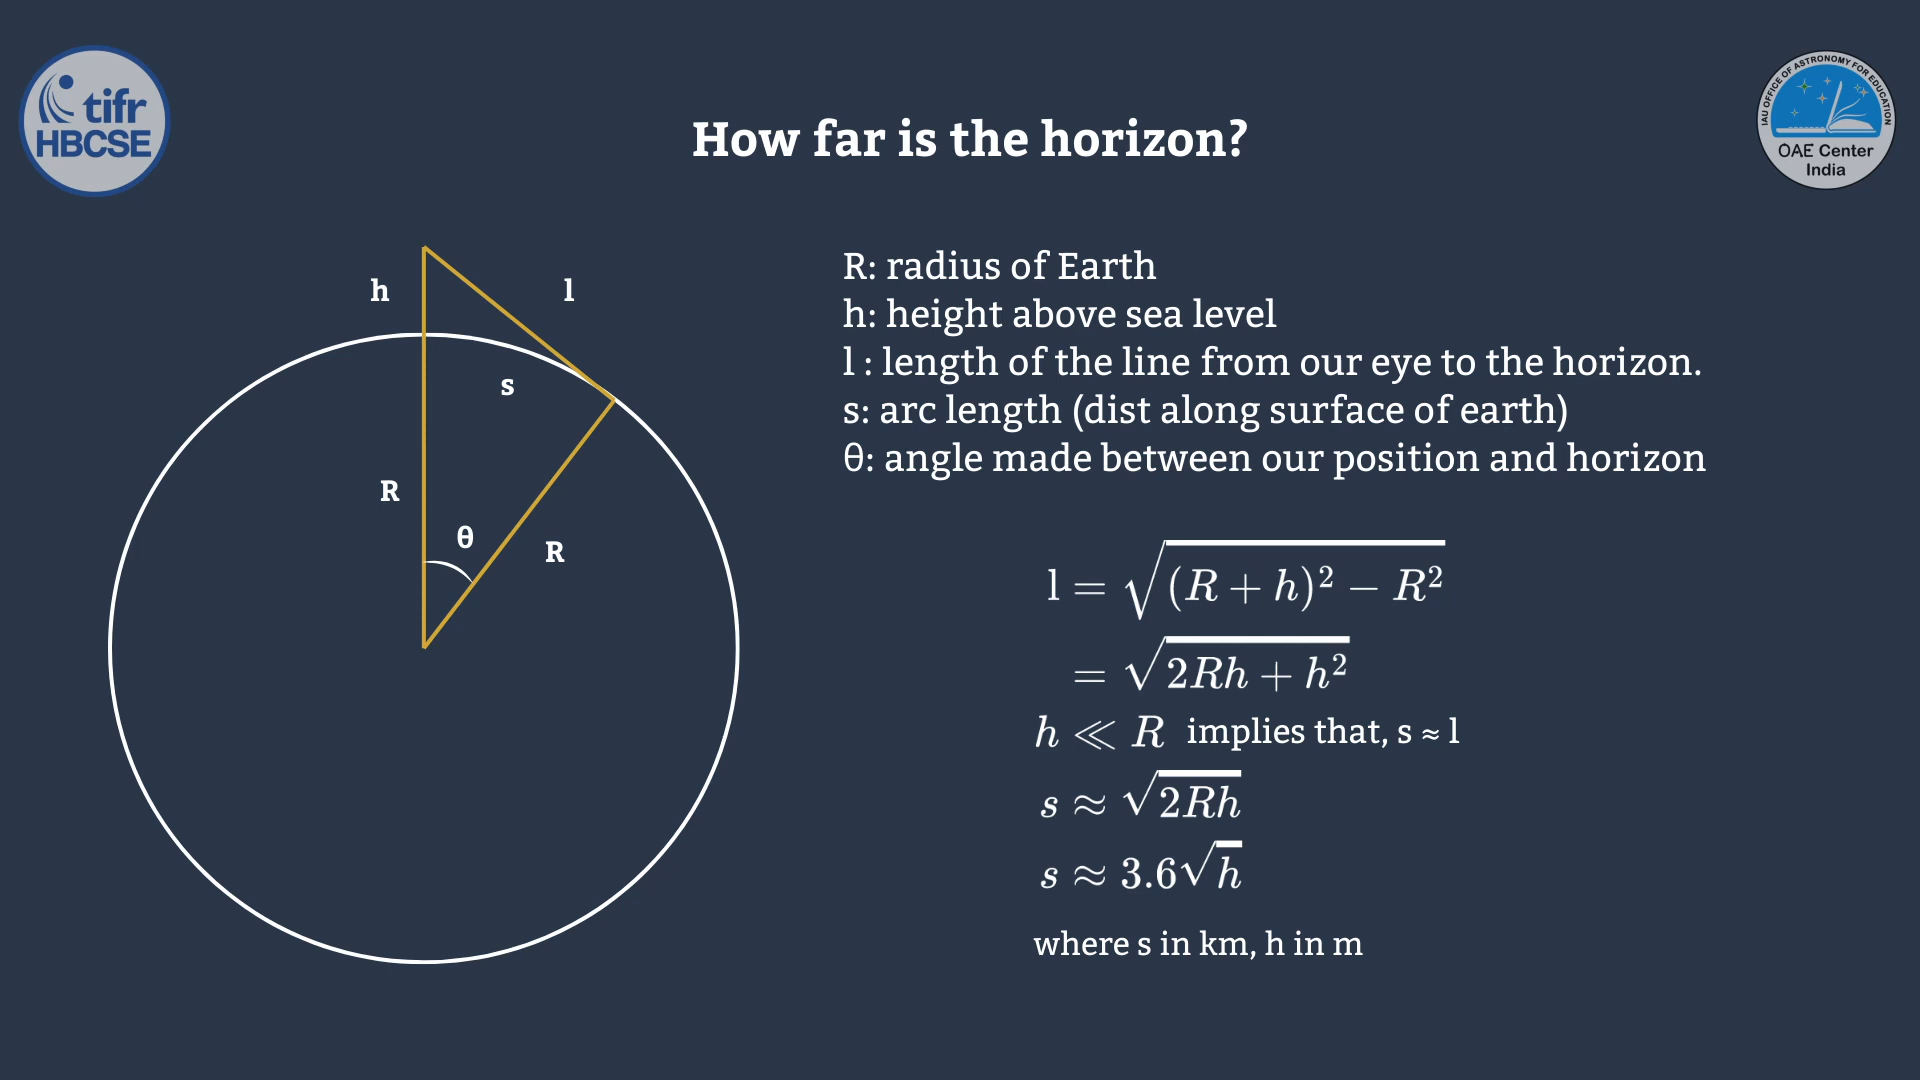 tifr
HBCSE
IAU OFFICE OF ASTRONOMY FOR EDUCATION
OAE Center
India
How far is the horizon?
h
l
s
R
θ
R
R: radius of Earth
h: height above sea level
l : length of the line from our eye to the horizon.
s: arc length (dist along surface of earth)
θ: angle made between our position and horizon
l = √((R + h)² − R²)
= √(2Rh + h²)
h ≪ R implies that, s ≈ l
s ≈ √(2Rh)
s ≈ 3.6√h
where s in km, h in m